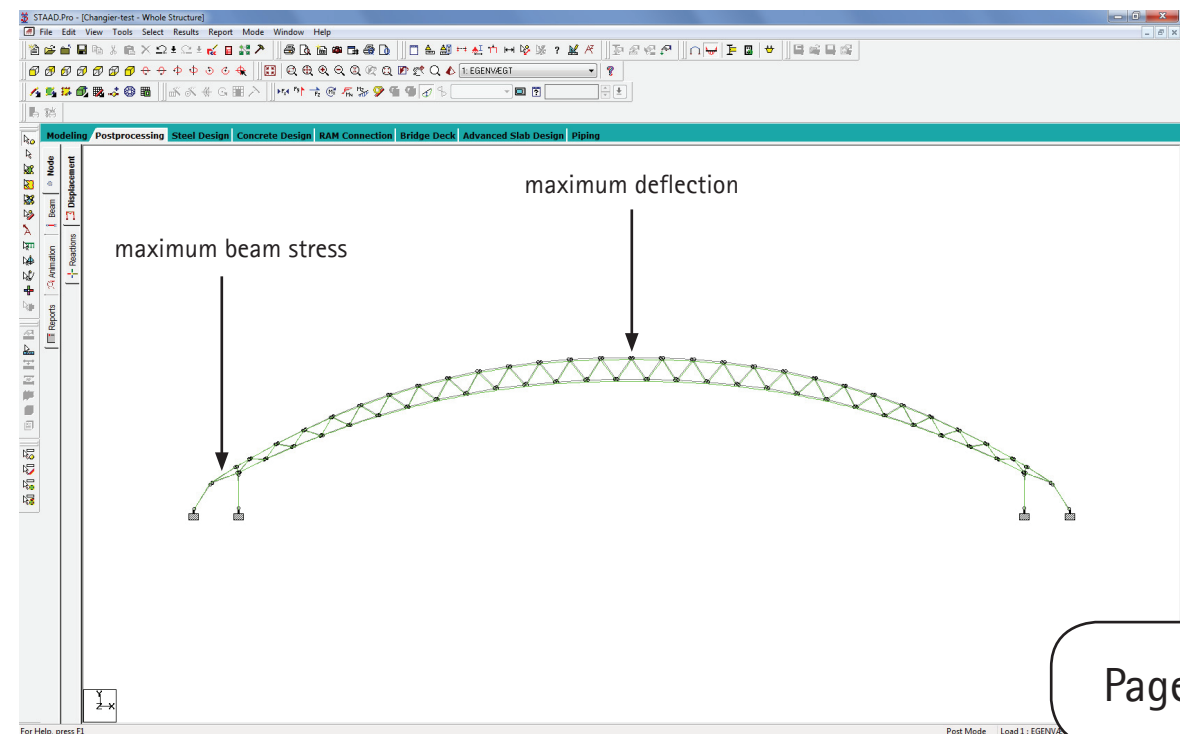 STAAD.Pro - [Changier-test - Whole Structure]
File Edit View Tools Select Results Report Mode Window Help
1: EGENVÆGT
Modeling Postprocessing Steel Design Concrete Design RAM Connection Bridge Deck Advanced Slab Design Piping
Node
Beam
Animation
Reports
Displacement
Reactions
maximum deflection
maximum beam stress
Y
Z X
Page
For Help, press F1
Post Mode Load 1 : EGENVÆ